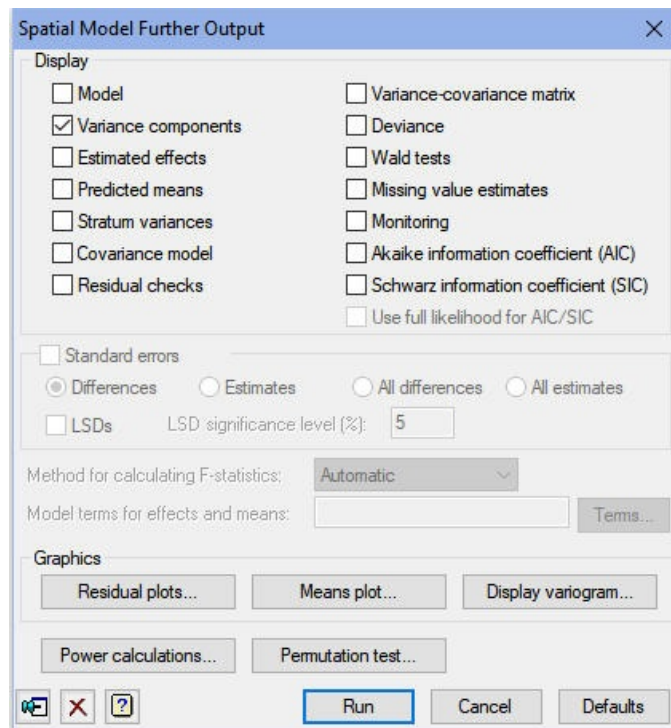 Spatial Model Further Output
Display
Model
Variance components
Estimated effects
Predicted means
Stratum variances
Covariance model
Residual checks
Variance-covariance matrix
Deviance
Wald tests
Missing value estimates
Monitoring
Akaike information coefficient (AIC)
Schwarz information coefficient (SIC)
Use full likelihood for AIC/SIC
Standard errors
Differences Estimates All differences All estimates
LSDs LSD significance level (%): 5
Method for calculating F-statistics: Automatic
Model terms for effects and means: Terms...
Graphics
Residual plots... Means plot... Display variogram...
Power calculations... Permutation test...
? Run Cancel Defaults